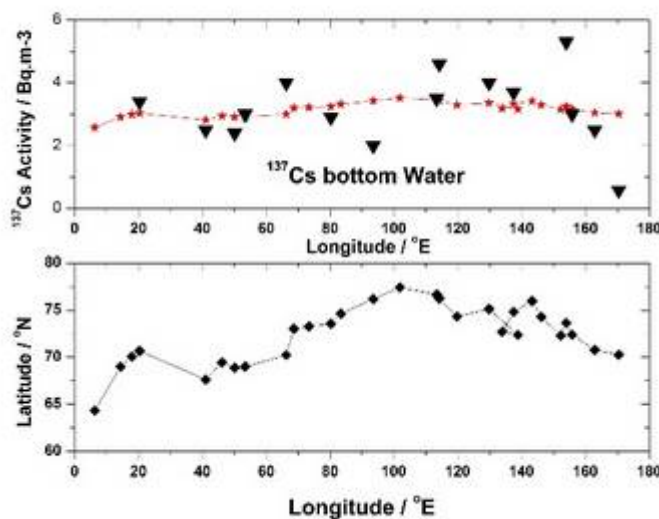 6
4
2
0
¹³⁷Cs Activity / Bq.m-3
¹³⁷Cs bottom Water
0 20 40 60 80 100 120 140 160 180
Longitude / °E
80
75
70
65
60
Latitude / °N
0 20 40 60 80 100 120 140 160 180
Longitude / °E